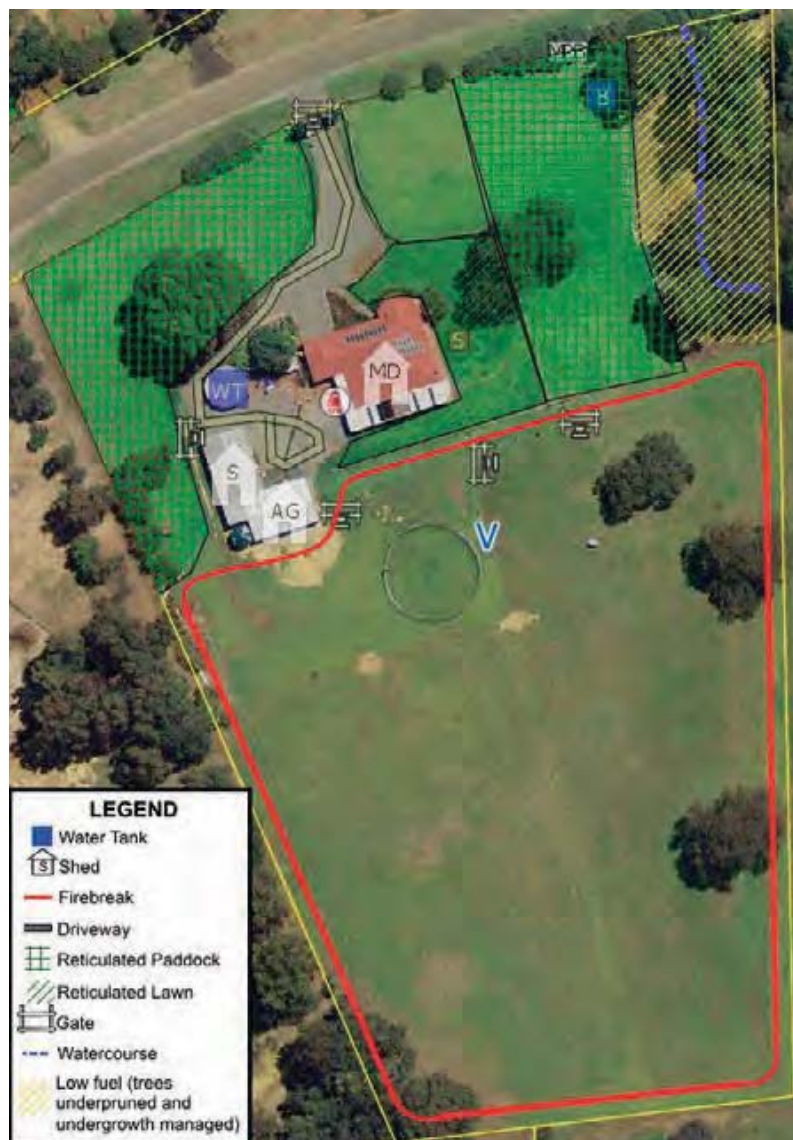 MPR
B
MD
S
WT
S
AG
V
LEGEND
Water Tank
S Shed
Firebreak
Driveway
Reticulated Paddock
Reticulated Lawn
Gate
Watercourse
Low fuel (trees
underpruned and
undergrowth managed)